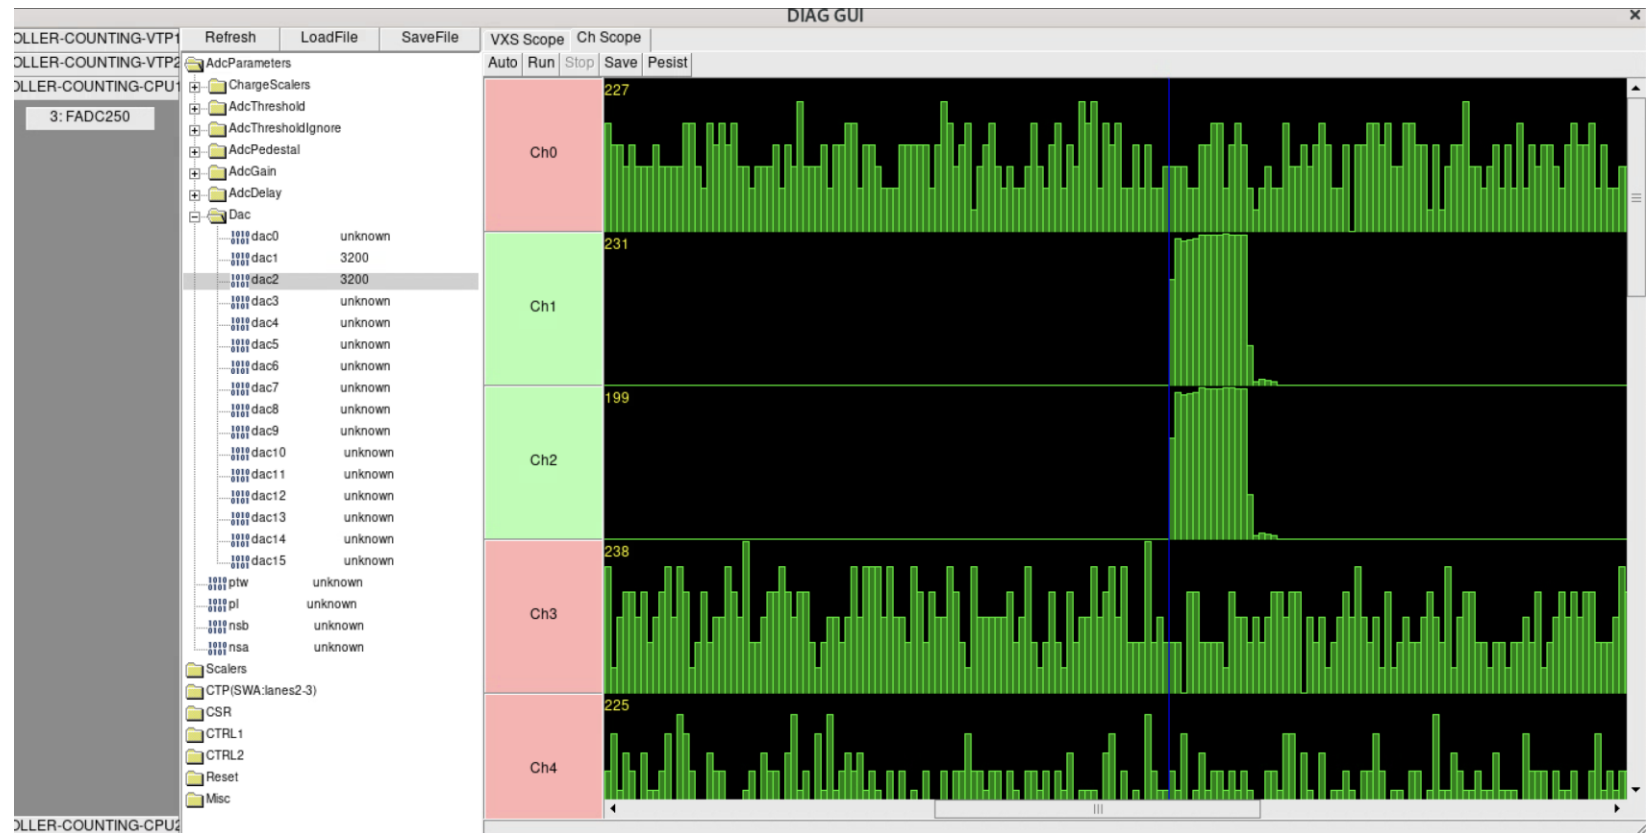 DIAG GUI
OLLER-COUNTING-VTP1
OLLER-COUNTING-VTP2
OLLER-COUNTING-CPU1
3: FADC250
OLLER-COUNTING-CPU2
Refresh LoadFile SaveFile
AdcParameters
ChargeScalers
AdcThreshold
AdcThresholdIgnore
AdcPedestal
AdcGain
AdcDelay
Dac
dac0 unknown
dac1 3200
dac2 3200
dac3 unknown
dac4 unknown
dac5 unknown
dac6 unknown
dac7 unknown
dac8 unknown
dac9 unknown
dac10 unknown
dac11 unknown
dac12 unknown
dac13 unknown
dac14 unknown
dac15 unknown
ptw unknown
pl unknown
nsb unknown
nsa unknown
Scalers
CTP(SWA:lanes2-3)
CSR
CTRL1
CTRL2
Reset
Misc
VXS Scope Ch Scope
Auto Run Stop Save Pesist
Ch0 227
Ch1 231
Ch2 199
Ch3 238
Ch4 225